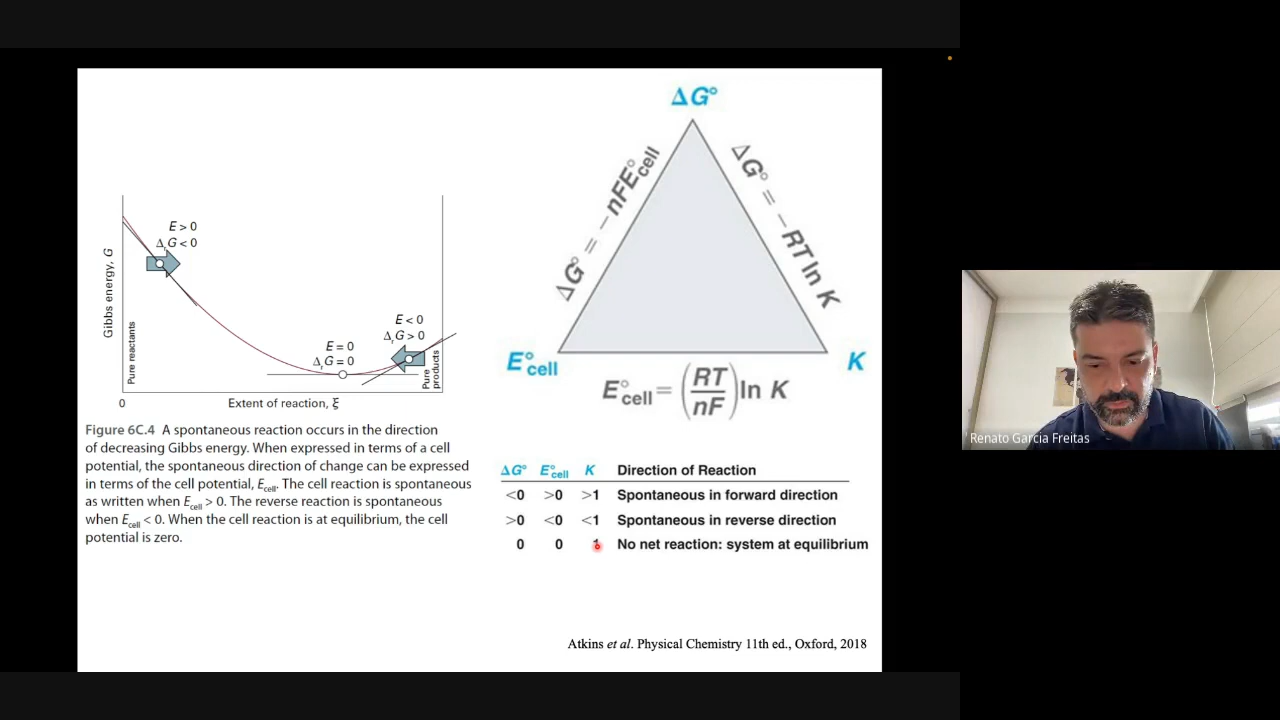 ΔG°
ΔG° = − nFE°cell
ΔG° = − RT ln K
E°cell
K
E°cell = (RT/nF) ln K
E > 0
ΔrG < 0
E < 0
ΔrG > 0
E = 0
ΔrG = 0
Gibbs energy, G
Pure reactants
Pure products
0
Extent of reaction, ξ
Figure 6C.4 A spontaneous reaction occurs in the direction
of decreasing Gibbs energy. When expressed in terms of a cell
potential, the spontaneous direction of change can be expressed
in terms of the cell potential, Ecell. The cell reaction is spontaneous
as written when Ecell > 0. The reverse reaction is spontaneous
when Ecell < 0. When the cell reaction is at equilibrium, the cell
potential is zero.
ΔG° E°cell K Direction of Reaction
<0 >0 >1 Spontaneous in forward direction
>0 <0 <1 Spontaneous in reverse direction
0 0 1 No net reaction: system at equilibrium
Atkins et al. Physical Chemistry 11th ed., Oxford, 2018
Renato Garcia Freitas